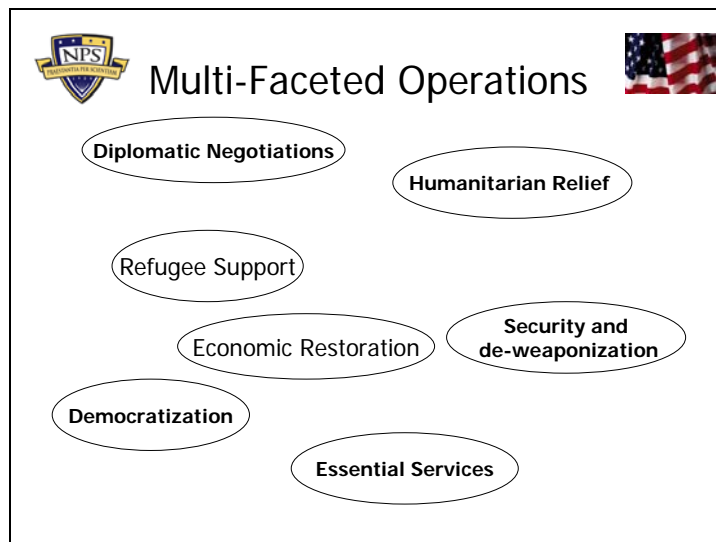 NPS
PRAESTANTIA PER SCIENTIAM
Multi-Faceted Operations
Diplomatic Negotiations
Humanitarian Relief
Refugee Support
Economic Restoration
Security and
de-weaponization
Democratization
Essential Services